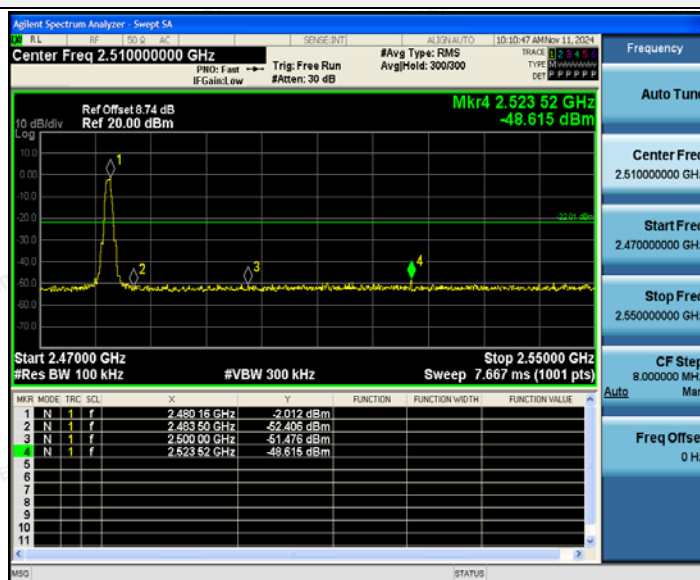 Agilent Spectrum Analyzer - Swept SA
RL RF 50 Ω AC SENSE:INT ALIGN AUTO 10:10:47 AM Nov 11, 2024
Center Freq 2.510000000 GHz
PNO: Fast
IFGain:Low
Trig: Free Run
#Atten: 30 dB
#Avg Type: RMS
Avg|Hold: 300/300
TRACE 1 2 3 4 5 6
TYPE M
DET P P P P P P
Ref Offset 8.74 dB
Ref 20.00 dBm
Mkr4 2.523 52 GHz
-48.615 dBm
10 dB/div
Log
10.0
0.00
-10.0
-20.0
-30.0
-40.0
-50.0
-60.0
-70.0
1
2
3
4
-22.01 dBm
Start 2.47000 GHz
Stop 2.55000 GHz
#Res BW 100 kHz
#VBW 300 kHz
Sweep 7.667 ms (1001 pts)
MKR MODE TRC SCL X Y FUNCTION FUNCTION WIDTH FUNCTION VALUE
1 N 1 f 2.480 16 GHz -2.012 dBm
2 N 1 f 2.483 50 GHz -52.406 dBm
3 N 1 f 2.500 00 GHz -51.476 dBm
4 N 1 f 2.523 52 GHz -48.615 dBm
5
6
7
8
9
10
11
MSG
STATUS
Frequency
Auto Tune
Center Freq
2.510000000 GHz
Start Freq
2.470000000 GHz
Stop Freq
2.550000000 GHz
CF Step
8.000000 MHz
Auto Man
Freq Offset
0 Hz